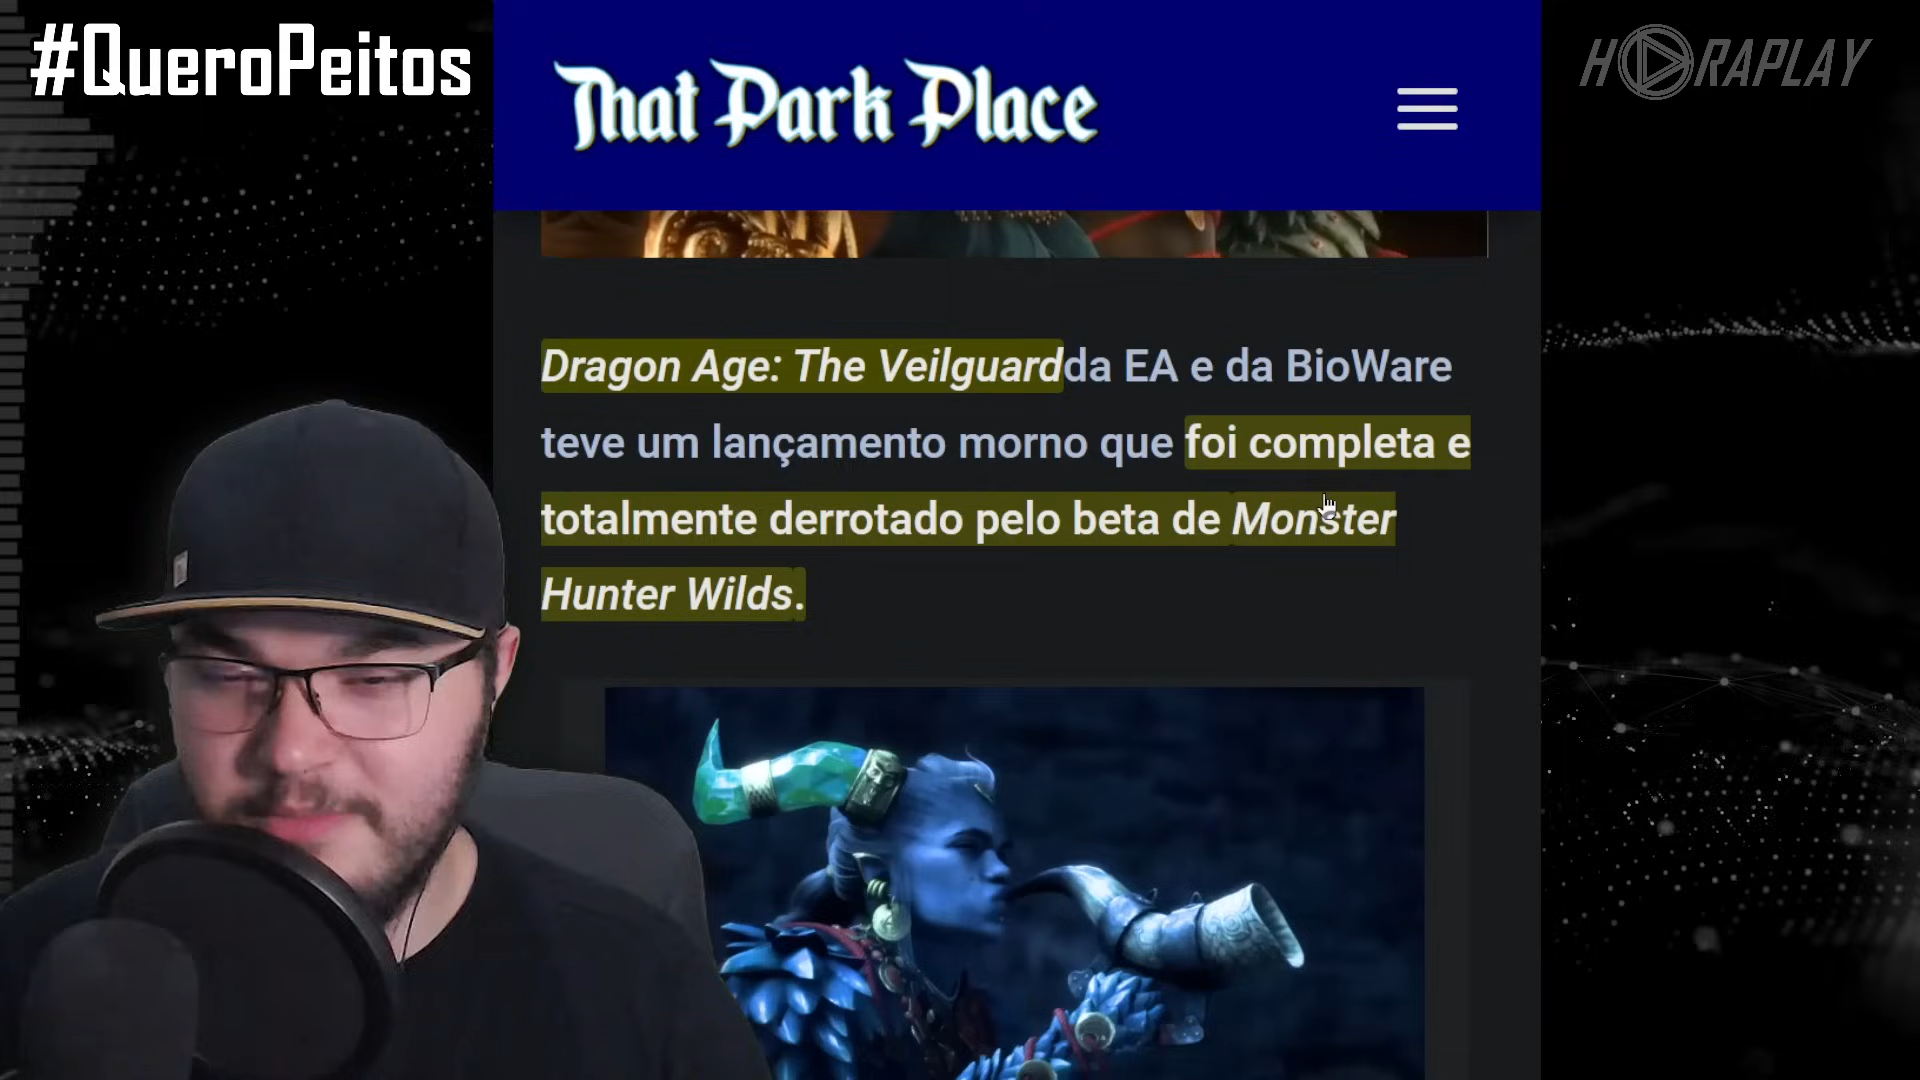 #QueroPeitos
That Park Place
HORAPLAY
Dragon Age: The Veilguardda EA e da BioWare
teve um lançamento morno que foi completa e
totalmente derrotado pelo beta de Monster
Hunter Wilds.